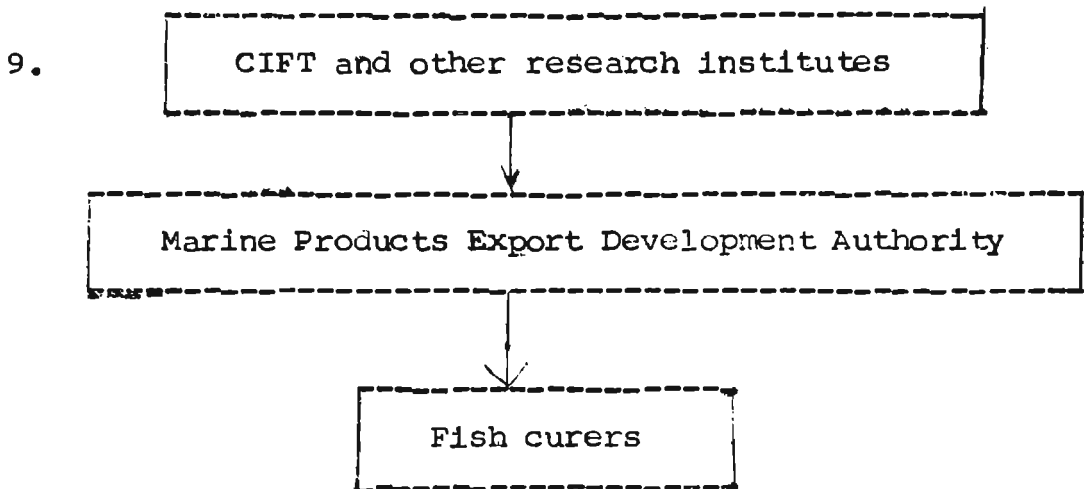 9.
CIFT and other research institutes
Marine Products Export Development Authority
Fish curers